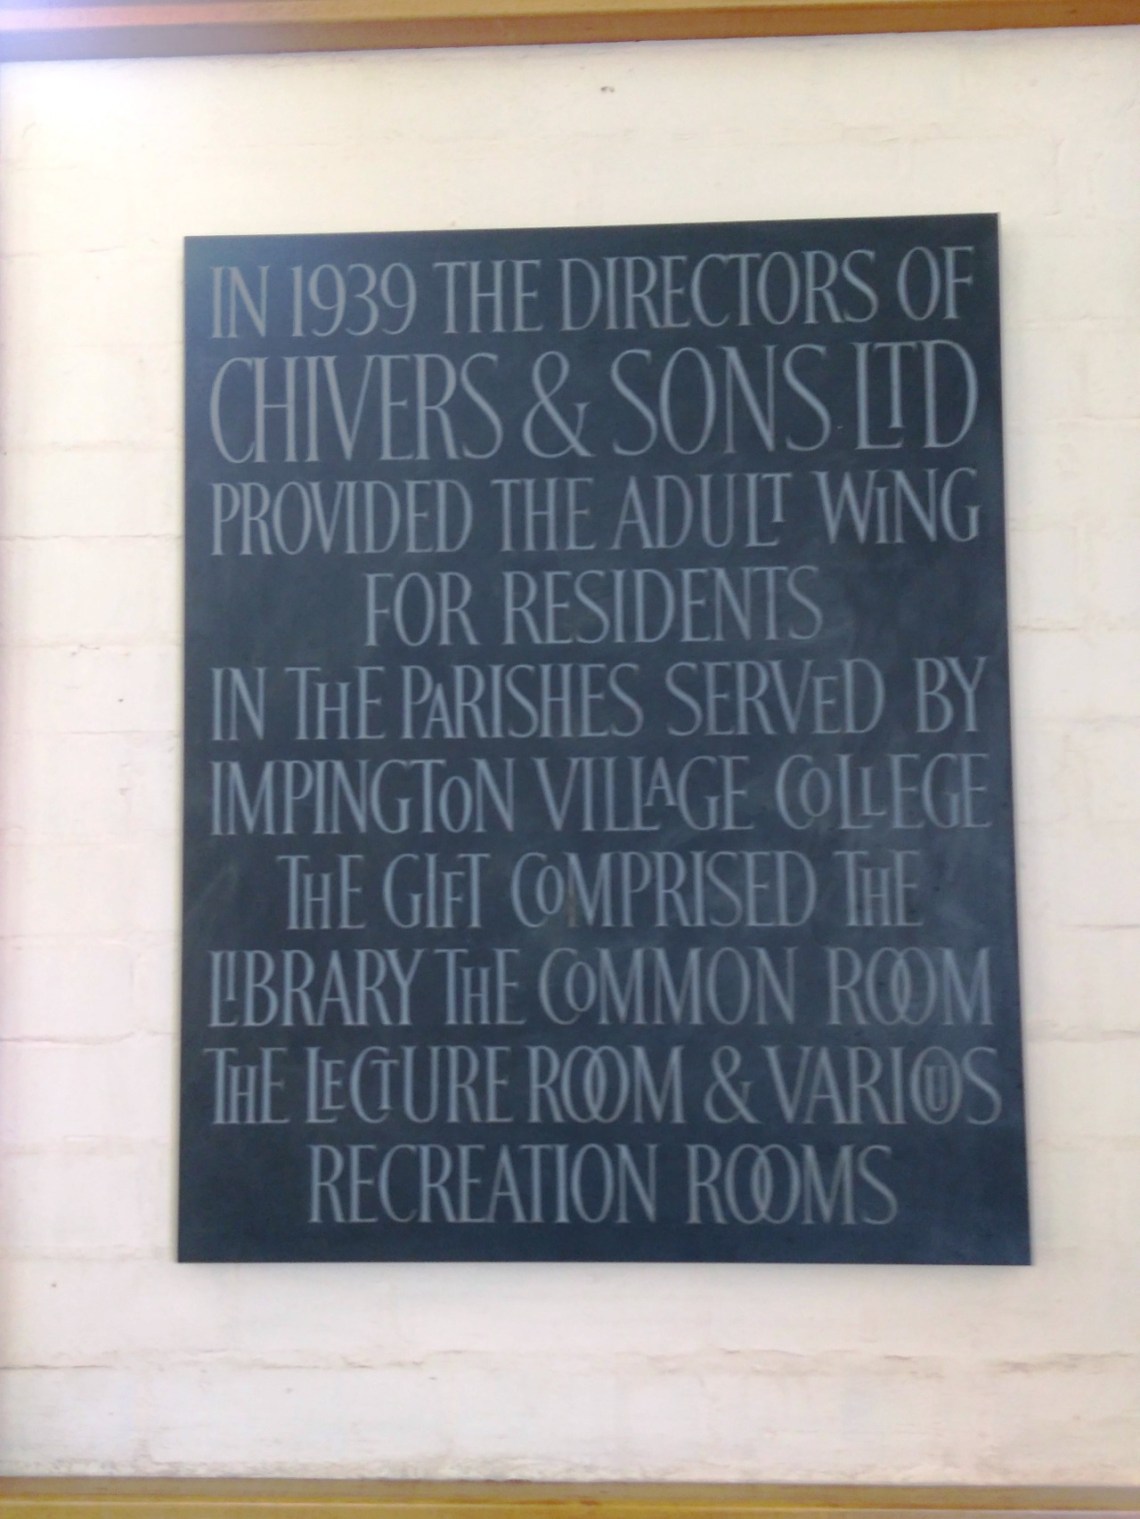 IN 1939 THE DIRECTORS OF
CHIVERS & SONS LTD
PROVIDED THE ADULT WING
FOR RESIDENTS
IN THE PARISHES SERVED BY
IMPINGTON VILLAGE COLLEGE
THE GIFT COMPRISED THE
LIBRARY THE COMMON ROOM
THE LECTURE ROOM & VARIOUS
RECREATION ROOMS